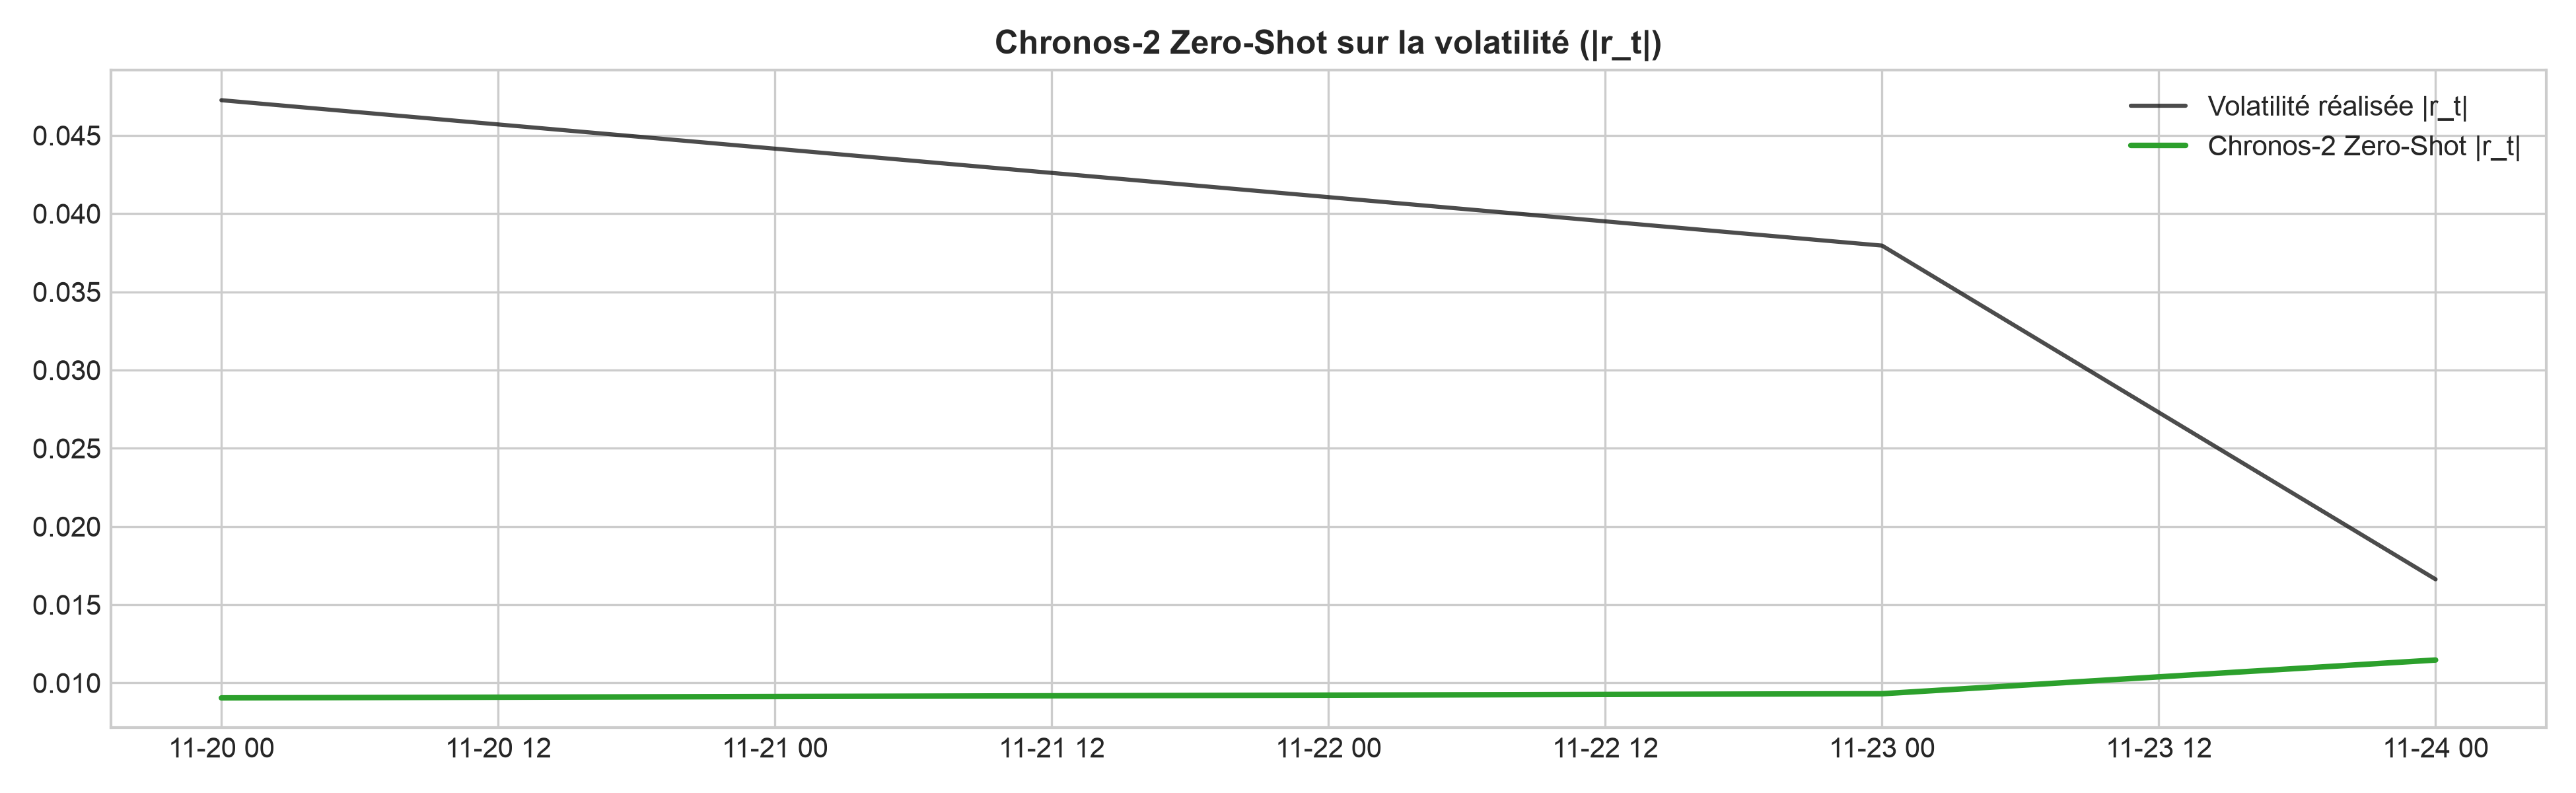 Chronos-2 Zero-Shot sur la volatilité (|r_t|)
Volatilité réalisée |r_t|
Chronos-2 Zero-Shot |r_t|
0.045
0.040
0.035
0.030
0.025
0.020
0.015
0.010
11-20 00 11-20 12 11-21 00 11-21 12 11-22 00 11-22 12 11-23 00 11-23 12 11-24 00